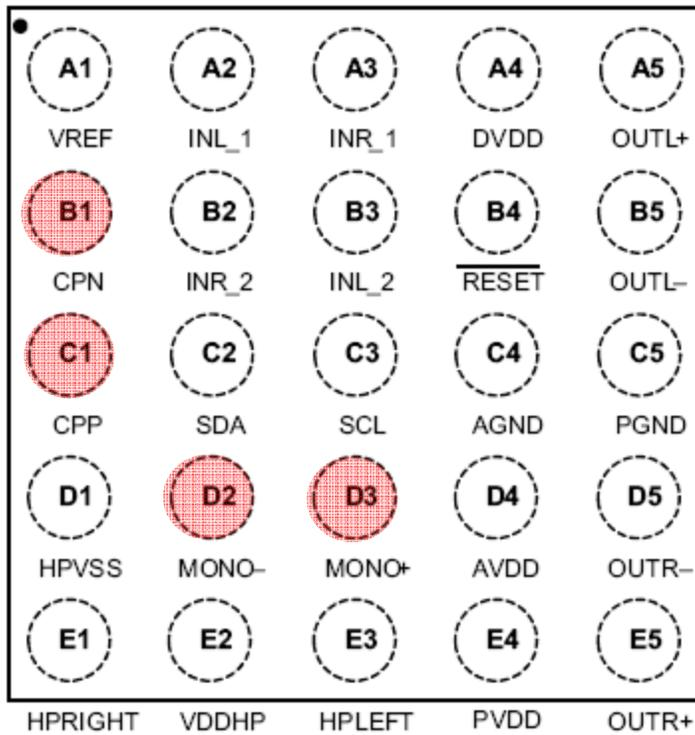 A1 A2 A3 A4 A5
VREF INL_1 INR_1 DVDD OUTL+
B1 B2 B3 B4 B5
CPN INR_2 INL_2 RESET OUTL–
C1 C2 C3 C4 C5
CPP SDA SCL AGND PGND
D1 D2 D3 D4 D5
HPVSS MONO– MONO+ AVDD OUTR–
E1 E2 E3 E4 E5
HPRIGHT VDDHP HPLEFT PVDD OUTR+